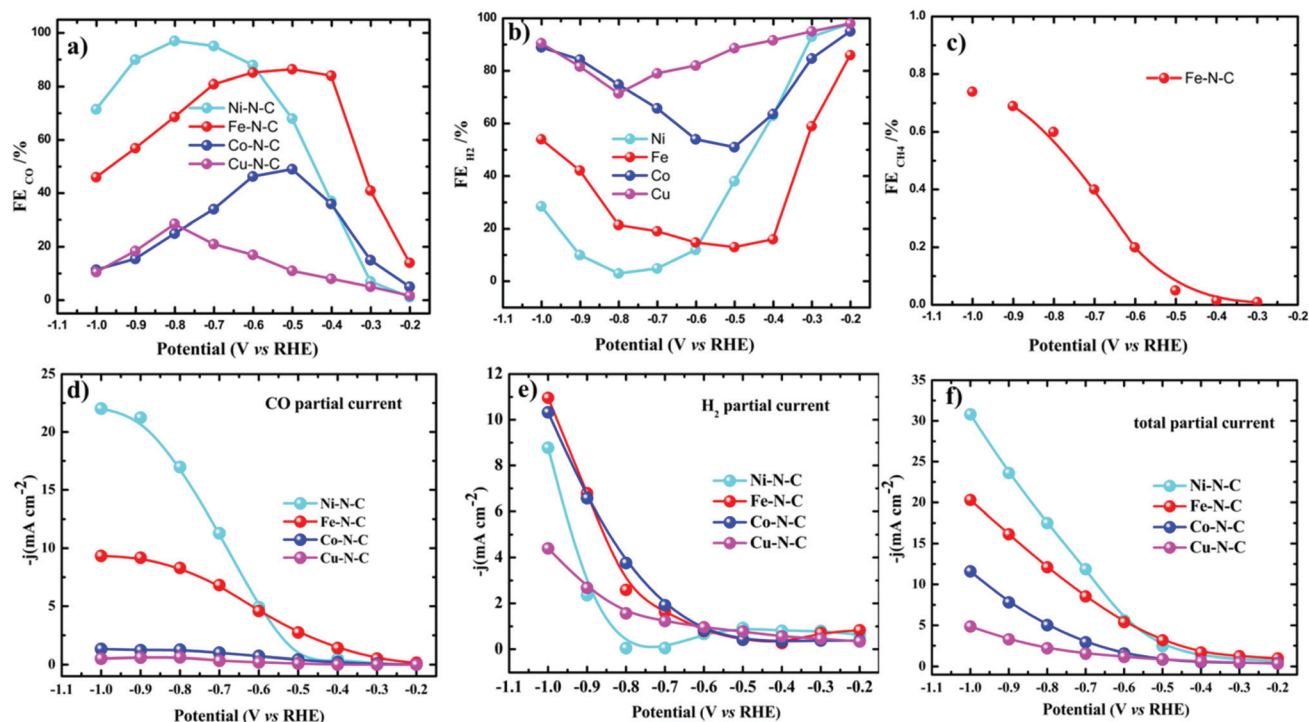 a)
FE CO /%
100
80
60
40
20
0
Ni-N-C
Fe-N-C
Co-N-C
Cu-N-C
-1.0 -0.9 -0.8 -0.7 -0.6 -0.5 -0.4 -0.3 -0.2
Potential (V vs RHE)
b)
FE H2 /%
100
80
60
40
20
0
Ni
Fe
Co
Cu
-1.0 -0.9 -0.8 -0.7 -0.6 -0.5 -0.4 -0.3 -0.2
Potential (V vs RHE)
c)
FE CH4 /%
1.0
0.8
0.6
0.4
0.2
0.0
Fe-N-C
-1.0 -0.9 -0.8 -0.7 -0.6 -0.5 -0.4 -0.3 -0.2
Potential (V vs RHE)
d)
CO partial current
-j(mA cm-2)
25
20
15
10
5
0
Ni-N-C
Fe-N-C
Co-N-C
Cu-N-C
-1.1 -1.0 -0.9 -0.8 -0.7 -0.6 -0.5 -0.4 -0.3 -0.2
Potential (V vs RHE)
e)
H2 partial current
-j(mA cm-2)
12
10
8
6
4
2
0
Ni-N-C
Fe-N-C
Co-N-C
Cu-N-C
-1.1 -1.0 -0.9 -0.8 -0.7 -0.6 -0.5 -0.4 -0.3 -0.2
Potential (V vs RHE)
f)
total partial current
-j(mA cm-2)
35
30
25
20
15
10
5
0
Ni-N-C
Fe-N-C
Co-N-C
Cu-N-C
-1.1 -1.0 -0.9 -0.8 -0.7 -0.6 -0.5 -0.4 -0.3 -0.2 -0.1
Potential (V vs RHE)